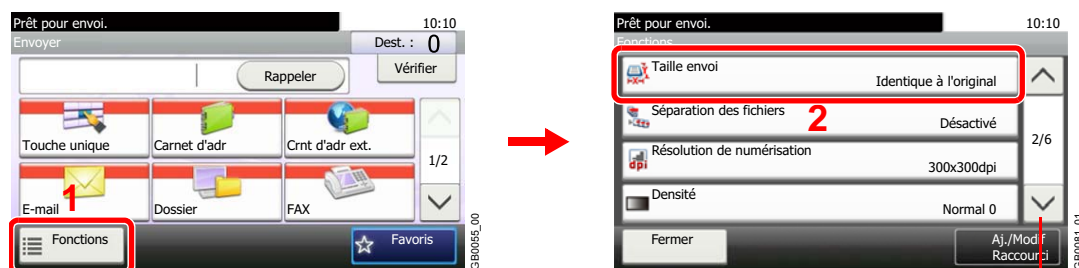 Prêt pour envoi.
10:10
Envoyer
Dest. : 0
Rappeler
Vérifier
Touche unique
Carnet d'adr
Crnt d'adr ext.
1/2
E-mail
1
Dossier
FAX
Fonctions
Favoris
GB0055_00
Prêt pour envoi.
10:10
Fonctions
Taille envoi
Identique à l'original
Séparation des fichiers
2
Désactivé
2/6
Résolution de numérisation
dpi
300x300dpi
Densité
Normal 0
Fermer
Aj./Modif
Raccourci
GB0081_01